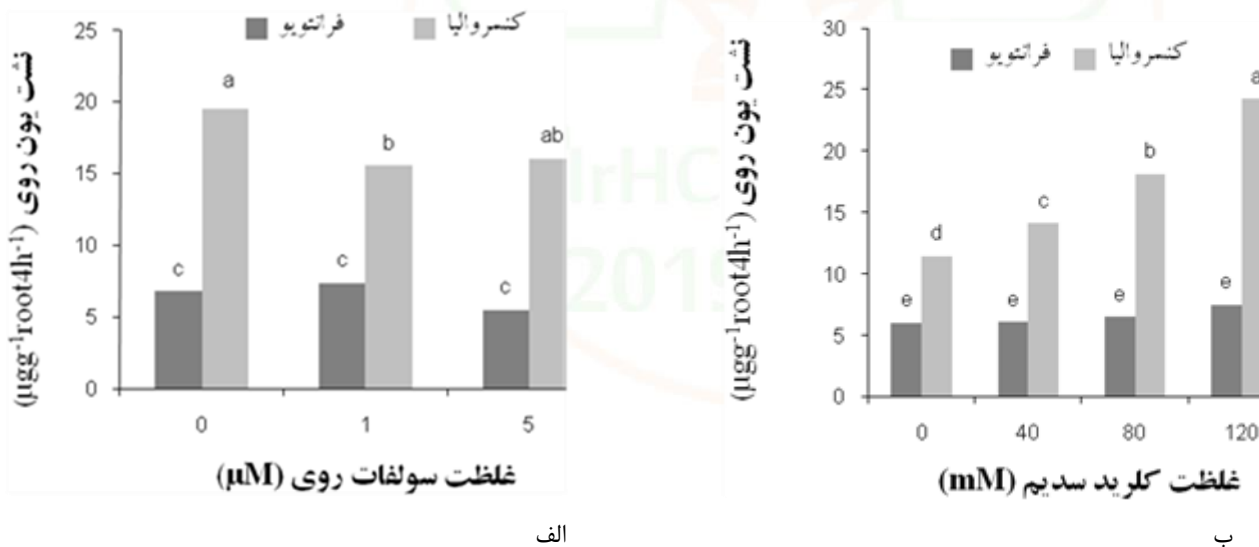 فرانتویو کنسروالیا
نشت یون روی (µgg-1root4h-1)
25
20
15
10
5
0
a
b
ab
c
c
c
0 1 5
غلظت سولفات روی (µM)
الف
فرانتویو کنسروالیا
نشت یون روی (µgg-1root4h-1)
30
25
20
15
10
5
0
a
b
c
d
e e e e
0 40 80 120
غلظت کلرید سدیم (mM)
ب
IrHC
2019